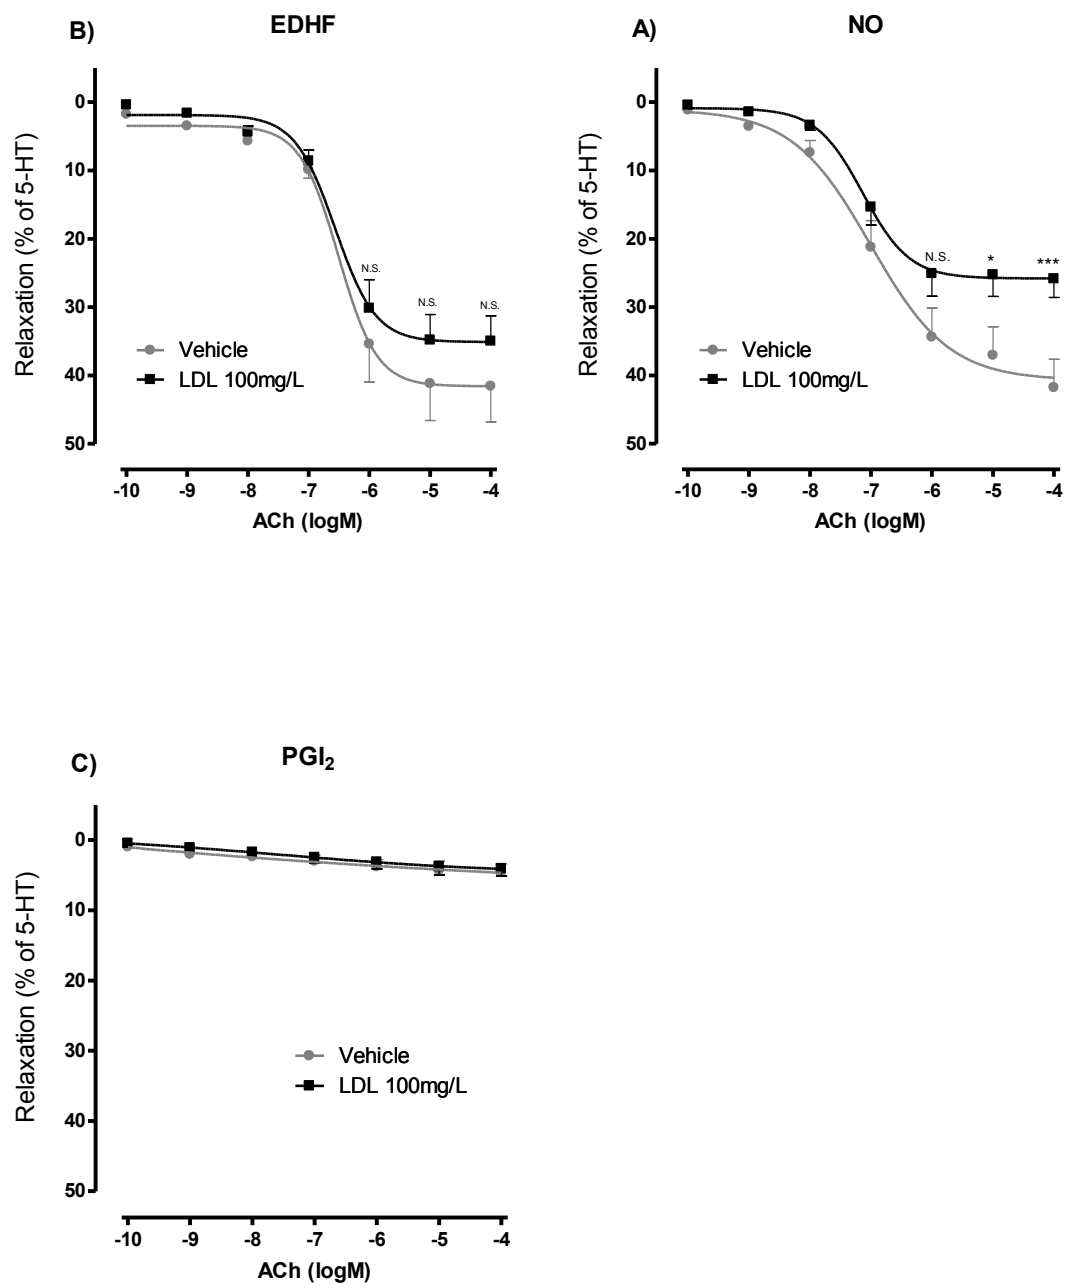 B)
EDHF
Relaxation (% of 5-HT)
0
10
20
30
40
50
N.S.
N.S.
N.S.
Vehicle
LDL 100mg/L
-10 -9 -8 -7 -6 -5 -4
ACh (logM)
A)
NO
Relaxation (% of 5-HT)
0
10
20
30
40
50
N.S.
*
***
Vehicle
LDL 100mg/L
-10 -9 -8 -7 -6 -5 -4
ACh (logM)
C)
PGI₂
Relaxation (% of 5-HT)
0
10
20
30
40
50
Vehicle
LDL 100mg/L
-10 -9 -8 -7 -6 -5 -4
ACh (logM)